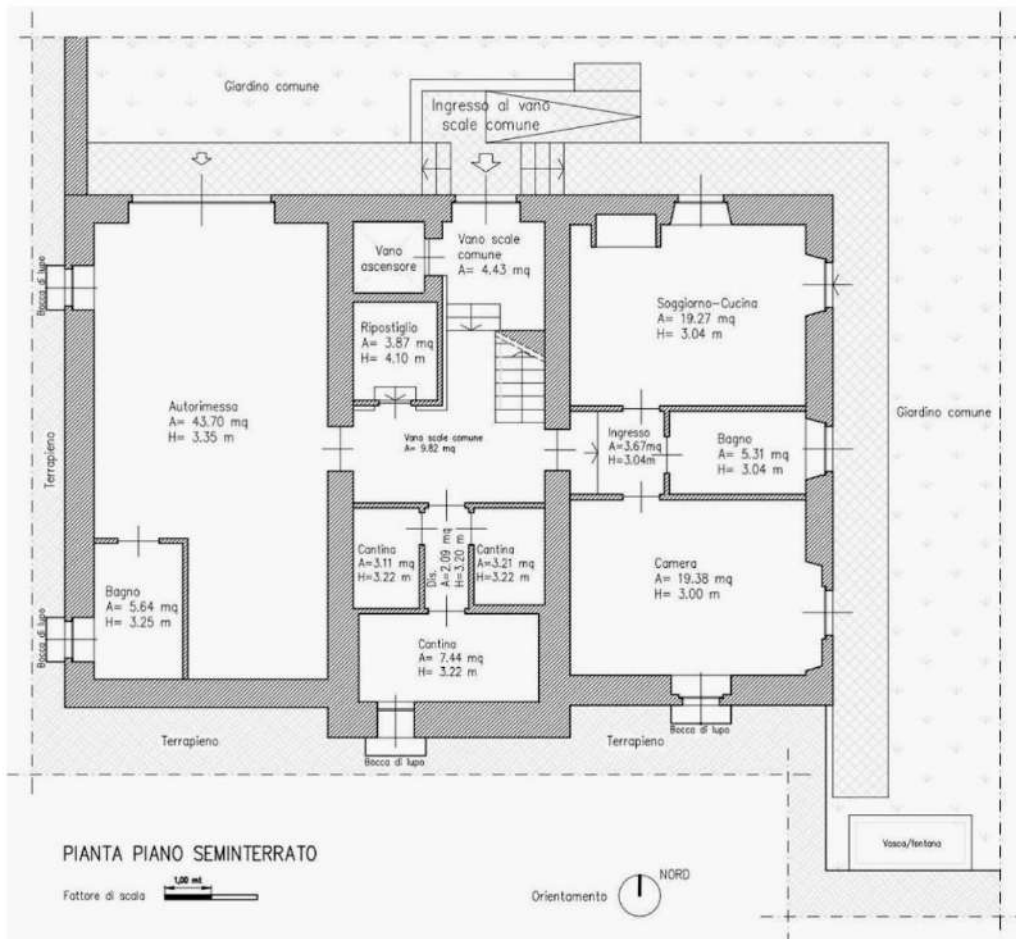 Giardino comune
Ingresso al vano
scale comune
Bocca di lupo
Vano
ascensore
Vano scale
comune
A= 4.43 mq
Soggiorno-Cucina
A= 19.27 mq
H= 3.04 m
Ripostiglio
A= 3.87 mq
H= 4.10 m
Autorimessa
A= 43.70 mq
H= 3.35 m
Giardino comune
Terrapieno
Vano scale comune
A= 9.82 mq
Ingresso
A=3.67mq
H=3.04m
Bagno
A= 5.31 mq
H= 3.04 m
Cantina
A=3.11 mq
H=3.22 m
Dis.
A=2.09 mq
H=3.20 m
Cantina
A=3.21 mq
H=3.22 m
Camera
A= 19.38 mq
H= 3.00 m
Bagno
A= 5.64 mq
H= 3.25 m
Bocca di lupo
Cantina
A= 7.44 mq
H= 3.22 m
Terrapieno
Bocca di lupo
Bocca di lupo
Terrapieno
PIANTA PIANO SEMINTERRATO
Fattore di scala
1,00 mt.
Orientamento
NORD
Vasca/fontana